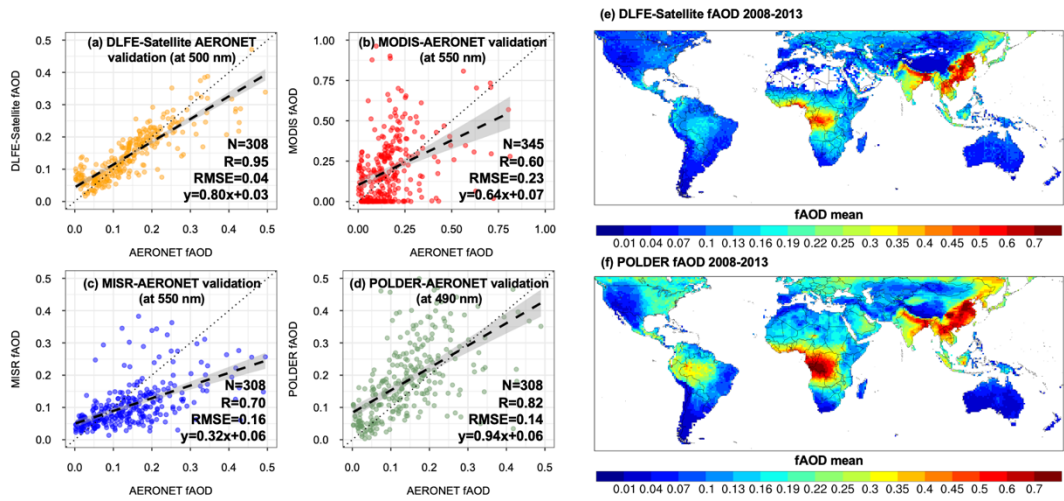 (a) DLFE-Satellite AERONET
validation (at 500 nm)
DLFE-Satellite fAOD
0.5
0.4
0.3
0.2
0.1
0.0
N=308
R=0.95
RMSE=0.04
y=0.80x+0.03
0.0 0.1 0.2 0.3 0.4 0.5
AERONET fAOD
(b) MODIS-AERONET validation
(at 550 nm)
MODIS fAOD
1.00
0.75
0.50
0.25
0.00
N=345
R=0.60
RMSE=0.23
y=0.64x+0.07
0.00 0.25 0.50 0.75 1.00
AERONET fAOD
(c) MISR-AERONET validation
(at 550 nm)
MISR fAOD
0.5
0.4
0.3
0.2
0.1
0.0
N=308
R=0.70
RMSE=0.16
y=0.32x+0.06
0.0 0.1 0.2 0.3 0.4 0.5
AERONET fAOD
(d) POLDER-AERONET validation
(at 490 nm)
POLDER fAOD
0.5
0.4
0.3
0.2
0.1
0.0
N=308
R=0.82
RMSE=0.14
y=0.94x+0.06
0.0 0.1 0.2 0.3 0.4 0.5
AERONET fAOD
(e) DLFE-Satellite fAOD 2008-2013
fAOD mean
0.01 0.04 0.07 0.1 0.13 0.16 0.19 0.22 0.25 0.3 0.35 0.4 0.45 0.5 0.6 0.7
(f) POLDER fAOD 2008-2013
fAOD mean
0.01 0.04 0.07 0.1 0.13 0.16 0.19 0.22 0.25 0.3 0.35 0.4 0.45 0.5 0.6 0.7